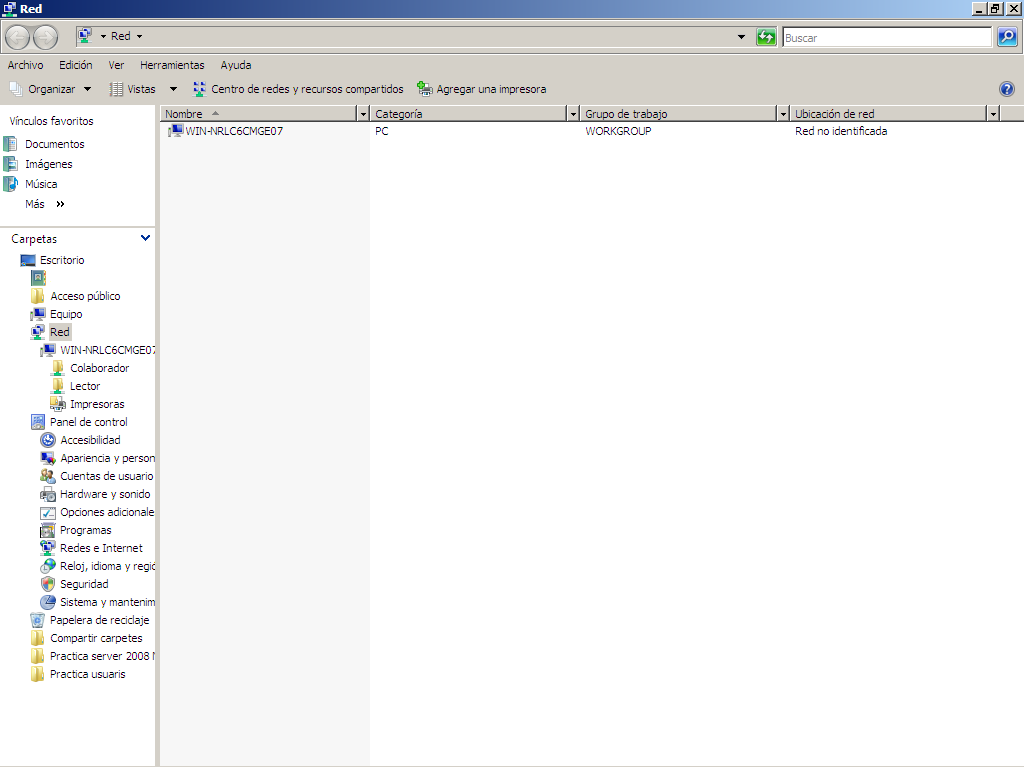 Red
Red
Buscar
Archivo Edición Ver Herramientas Ayuda
Organizar Vistas Centro de redes y recursos compartidos Agregar una impresora
Vínculos favoritos
Documentos
Imágenes
Música
Más »
Carpetas
Escritorio
Acceso público
Equipo
Red
WIN-NRLC6CMGE07
Colaborador
Lector
Impresoras
Panel de control
Accesibilidad
Apariencia y person
Cuentas de usuario
Hardware y sonido
Opciones adicionale
Programas
Redes e Internet
Reloj, idioma y regic
Seguridad
Sistema y mantenim
Papelera de reciclaje
Compartir carpetes
Practica server 2008
Practica usuaris
Nombre Categoría Grupo de trabajo Ubicación de red
WIN-NRLC6CMGE07 PC WORKGROUP Red no identificada